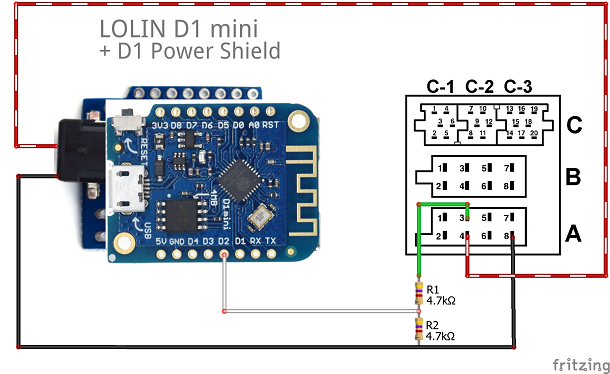 LOLIN D1 mini
+ D1 Power Shield
C-1 C-2 C-3
1 4 7 10 13 16 19
3 6 9 12 15 18
2 5 8 11 14 17 20
C
3V3 D8 D7 D6 D5 D0 A0 RST
RESET
1 3 5 7
2 4 6 8
B
4MB
D1mini
USB
1 3 5 7
2 4 6 8
A
5V GND D4 D3 D2 D1 RX TX
R1
4.7kΩ
R2
4.7kΩ
fritzing